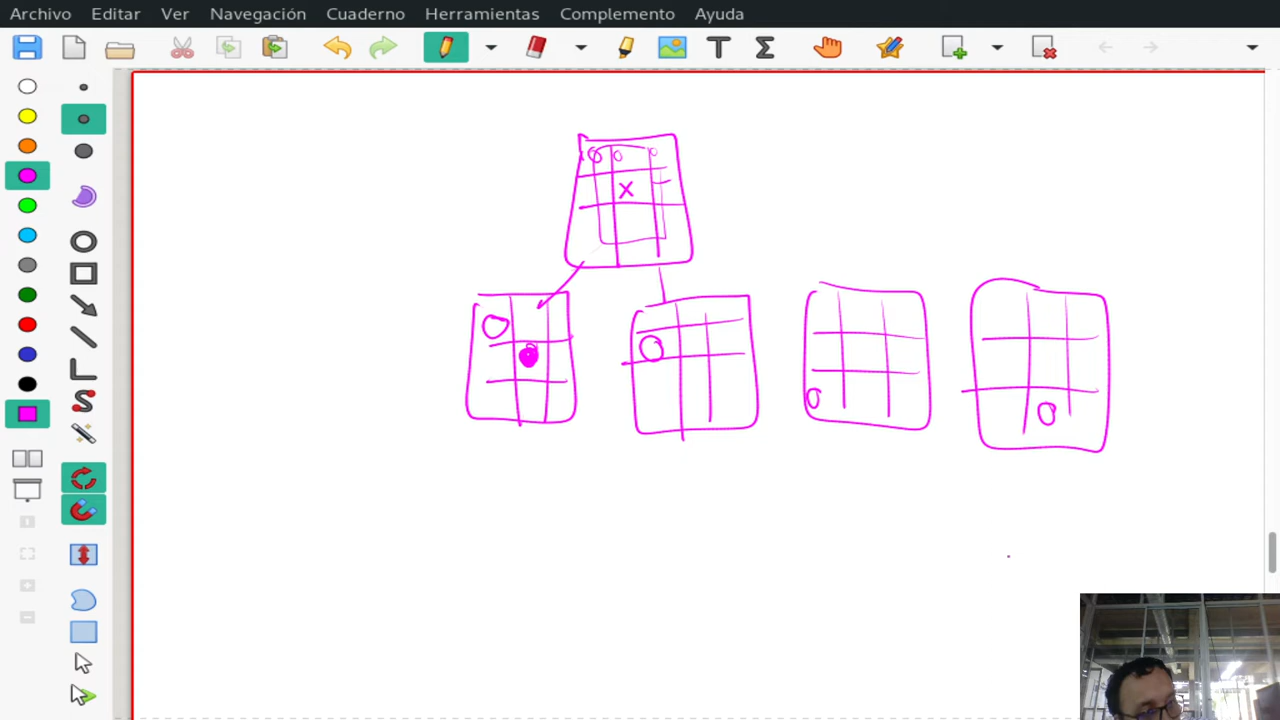 Archivo Editar Ver Navegación Cuaderno Herramientas Complemento Ayuda
T Σ
O O O
X
O
O
O
O